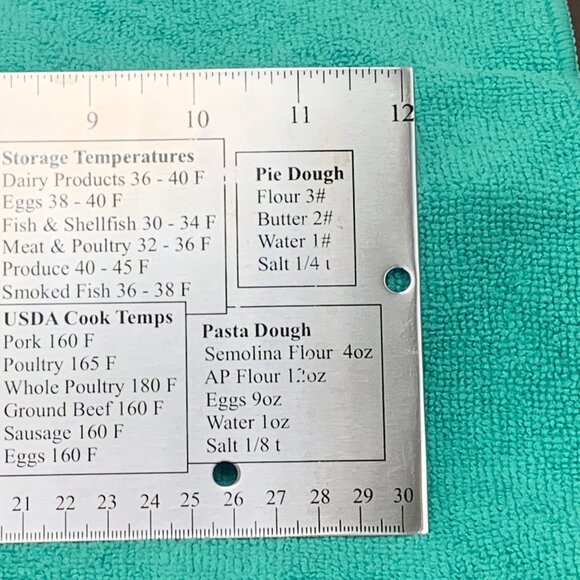 9 10 11 12
Storage Temperatures
Dairy Products 36 - 40 F
Eggs 38 - 40 F
Fish & Shellfish 30 - 34 F
Meat & Poultry 32 - 36 F
Produce 40 - 45 F
Smoked Fish 36 - 38 F
Pie Dough
Flour 3#
Butter 2#
Water 1#
Salt 1/4 t
USDA Cook Temps
Pork 160 F
Poultry 165 F
Whole Poultry 180 F
Ground Beef 160 F
Sausage 160 F
Eggs 160 F
Pasta Dough
Semolina Flour 4oz
AP Flour
Eggs 9oz
Water 1oz
Salt 1/8 t
21 22 23 24 25 26 27 28 29 30